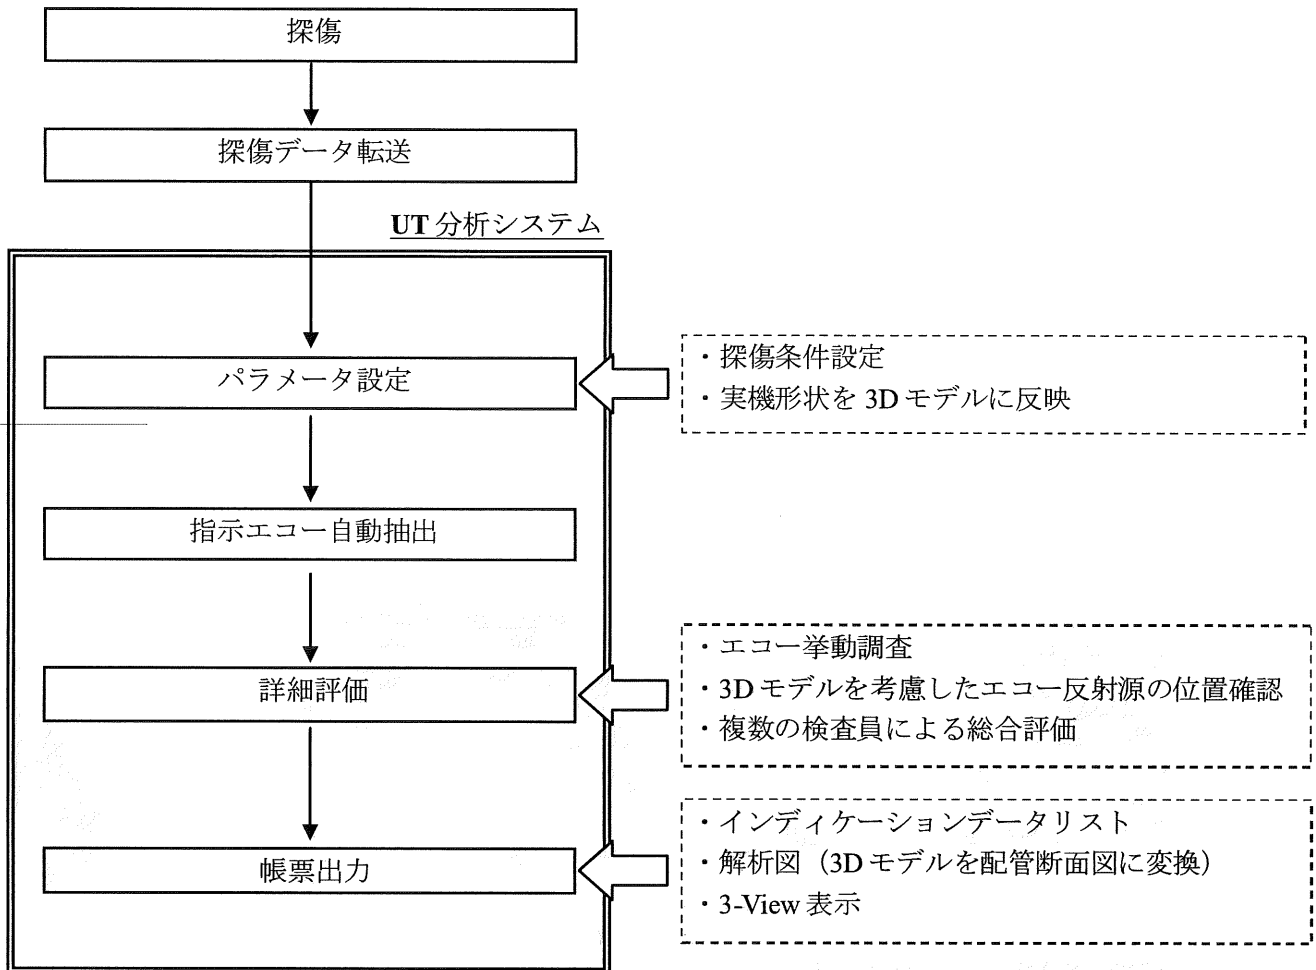 探傷
探傷データ転送
UT 分析システム
パラメータ設定
・探傷条件設定
・実機形状を 3D モデルに反映
指示エコー自動抽出
詳細評価
・エコー挙動調査
・3D モデルを考慮したエコー反射源の位置確認
・複数の検査員による総合評価
帳票出力
・インディケーションデータリスト
・解析図（3D モデルを配管断面図に変換）
・3-View 表示